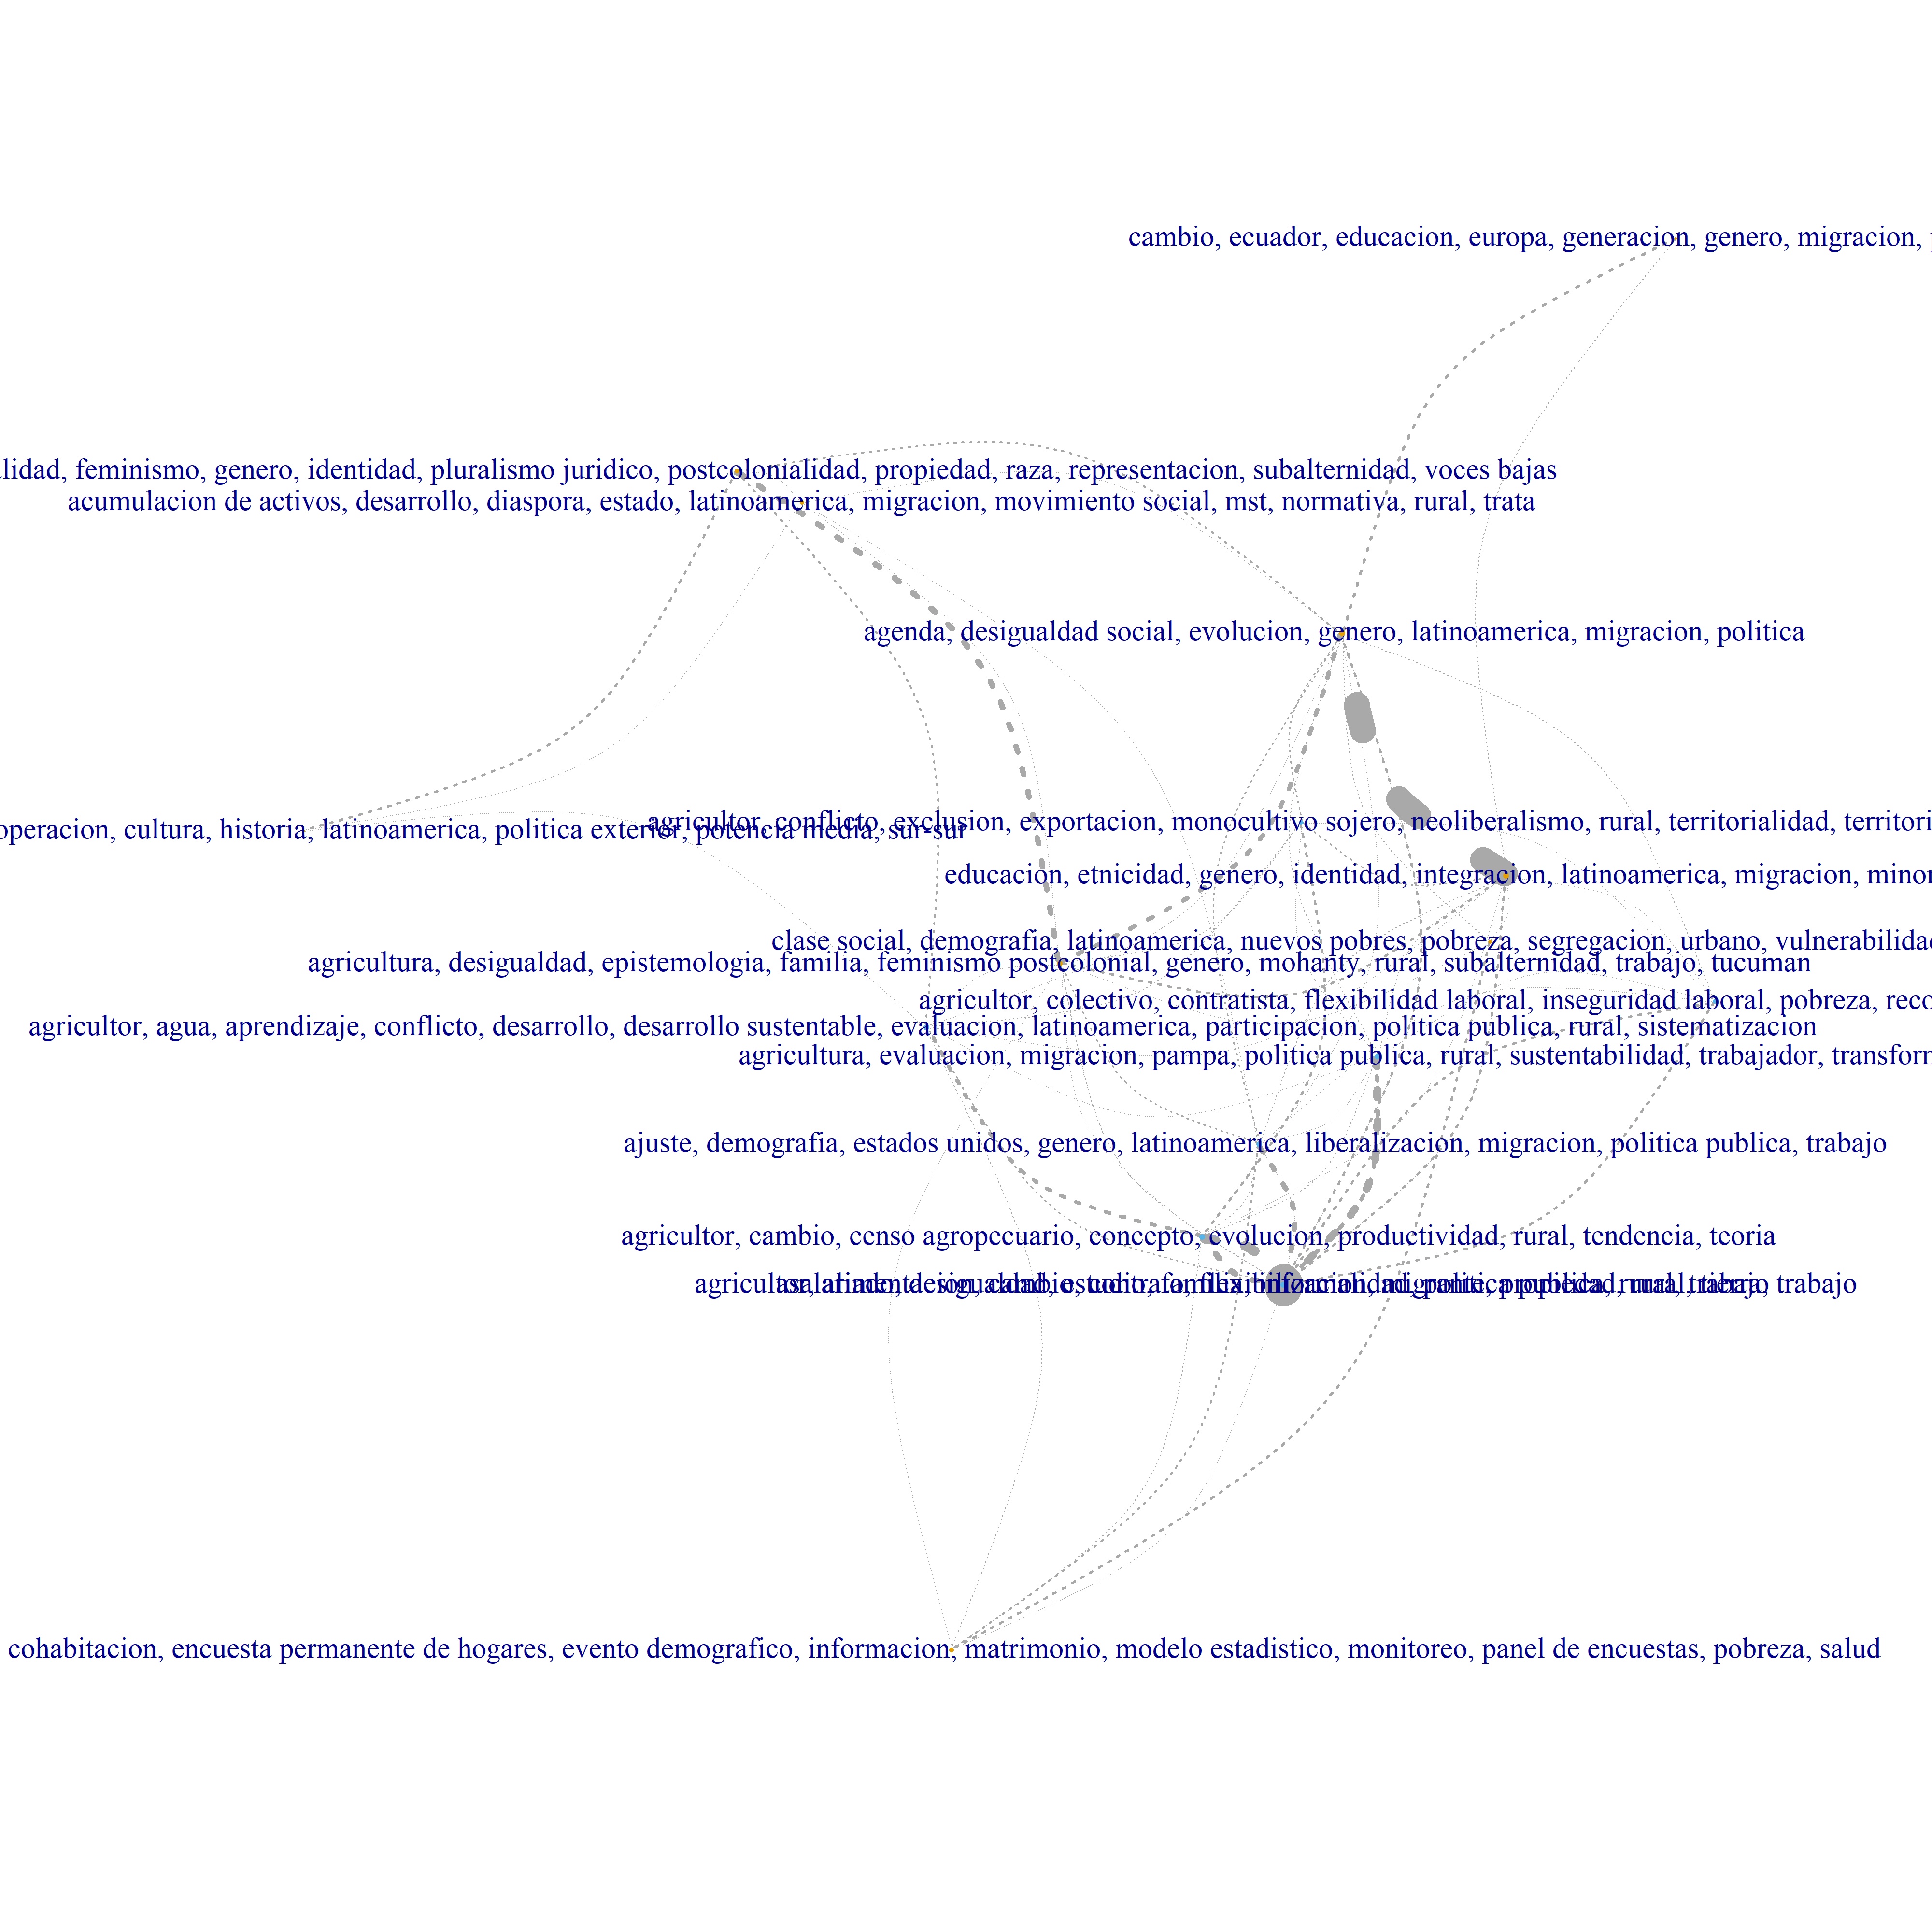 cambio, ecuador, educacion, europa, generacion, genero, migracion,
feminismo, genero, identidad, pluralismo juridico, postcolonialidad, propiedad, raza, representacion, subalternidad, voces bajas
acumulacion de activos, desarrollo, diaspora, estado, latinoamerica, migracion, movimiento social, mst, normativa, rural, trata
agenda, desigualdad social, evolucion, genero, latinoamerica, migracion, politica
agricultor, conflicto, exclusion, exportacion, monocultivo sojero, neoliberalismo, rural, territorialidad,
cultura, historia, latinoamerica, politica exterior, potencia media, sur-sur
educacion, etnicidad, genero, identidad, integracion, latinoamerica, migracion,
clase social, demografia, latinoamerica, nuevos pobres, pobreza, segregacion, urbano, vulnerabilidad
agricultura, desigualdad, epistemologia, familia, feminismo postcolonial, genero, mohanty, rural, subalternidad, trabajo, tucuman
agricultor, colectivo, contratista, flexibilidad laboral, inseguridad laboral, pobreza,
agricultor, agua, aprendizaje, conflicto, desarrollo, desarrollo sustentable, evaluacion, latinoamerica, participacion, politica publica, rural, sistematizacion
agricultura, evaluacion, migracion, pampa, politica publica, rural, sustentabilidad, trabajador,
ajuste, demografia, estados unidos, genero, latinoamerica, liberalizacion, migracion, politica publica, trabajo
agricultor, cambio, censo agropecuario, concepto, evolucion, productividad, rural, tendencia, teoria
trabajo
cohabitacion, encuesta permanente de hogares, evento demografico, informacion, matrimonio, modelo estadistico, monitoreo, panel de encuestas, pobreza, salud